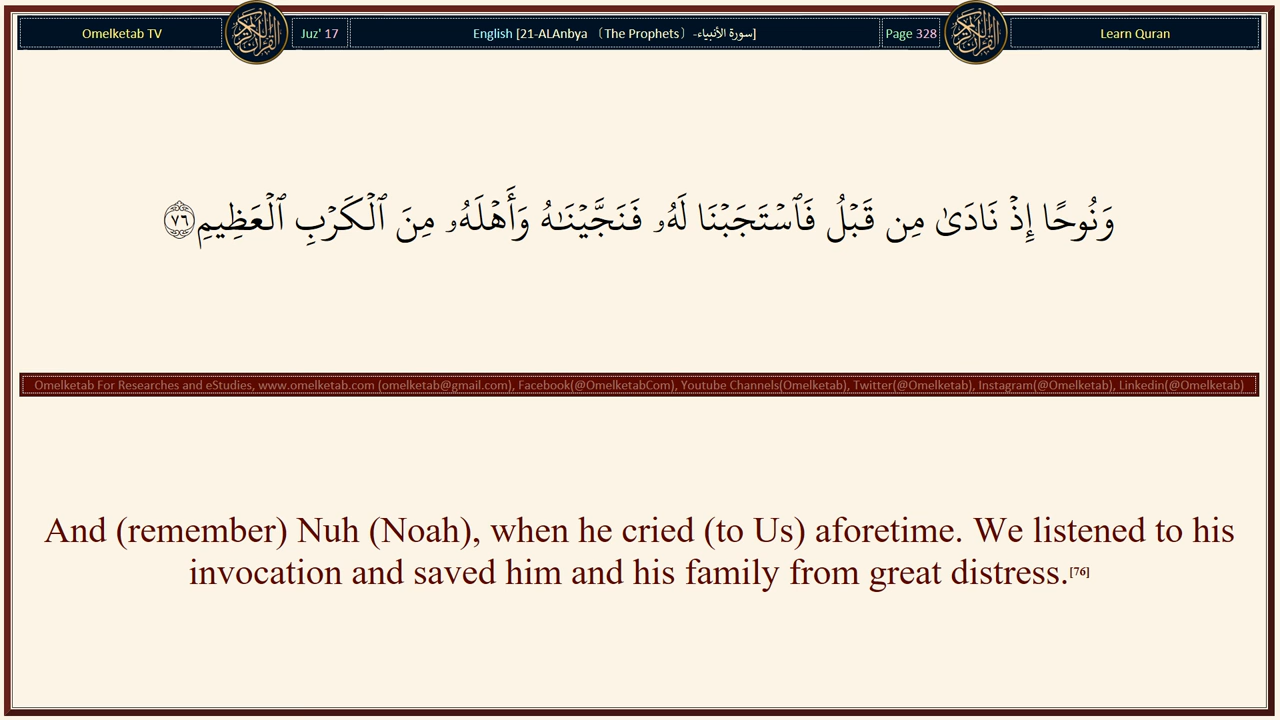 Omelketab TV
Juz' 17
English [21-ALAnbya （The Prophets） -سورة الأنبياء]
Page 328
Learn Quran
وَنُوحًا إِذۡ نَادَىٰ مِن قَبۡلُ فَٱسۡتَجَبۡنَا لَهُۥ فَنَجَّيۡنَٰهُ وَأَهۡلَهُۥ مِنَ ٱلۡكَرۡبِ ٱلۡعَظِيمِ ٧٦
Omelketab For Researches and eStudies, www.omelketab.com (omelketab@gmail.com), Facebook(@OmelketabCom), Youtube Channels(Omelketab), Twitter(@Omelketab), Instagram(@Omelketab), Linkedin(@Omelketab)
And (remember) Nuh (Noah), when he cried (to Us) aforetime. We listened to his
invocation and saved him and his family from great distress.[76]